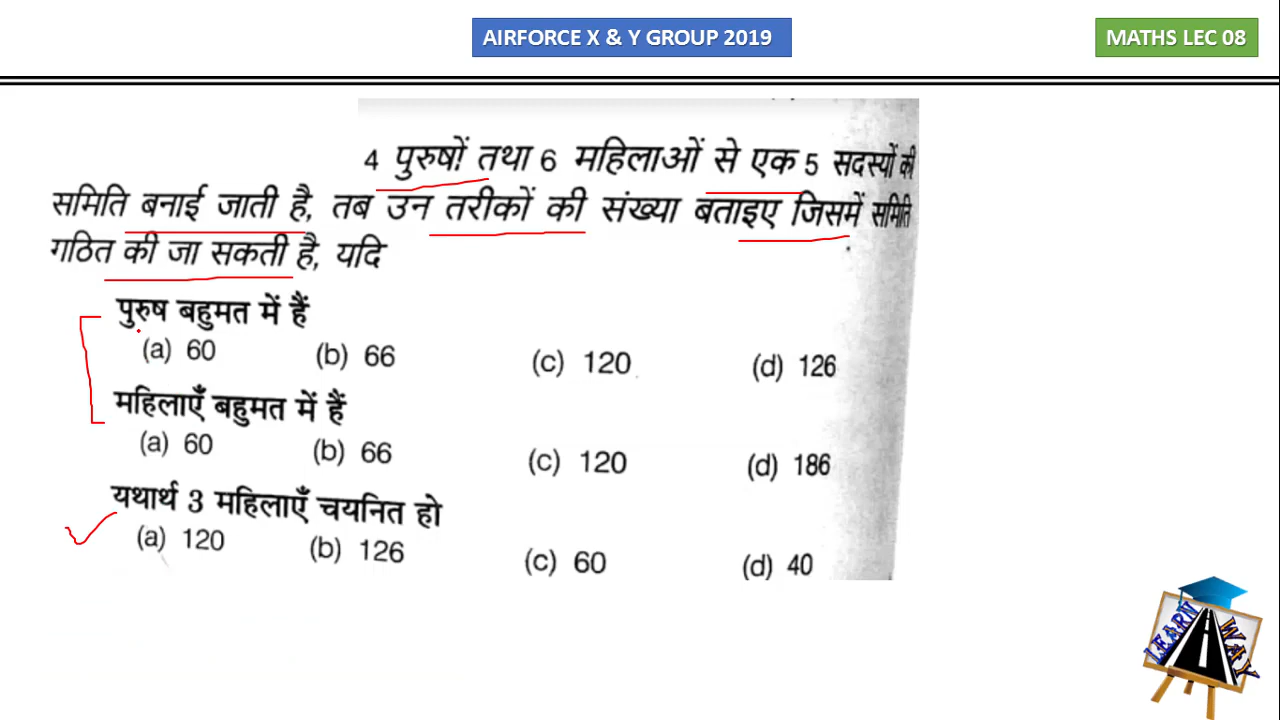 AIRFORCE X & Y GROUP 2019
MATHS LEC 08
4 पुरुषों तथा 6 महिलाओं से एक 5 सदस्यों की
समिति बनाई जाती है, तब उन तरीकों की संख्या बताइए जिसमें समिति
गठित की जा सकती है, यदि
पुरुष बहुमत में हैं
(a) 60 (b) 66 (c) 120 (d) 126
महिलाएँ बहुमत में हैं
(a) 60 (b) 66 (c) 120 (d) 186
यथार्थ 3 महिलाएँ चयनित हो
(a) 120 (b) 126 (c) 60 (d) 40
LEARN WAY